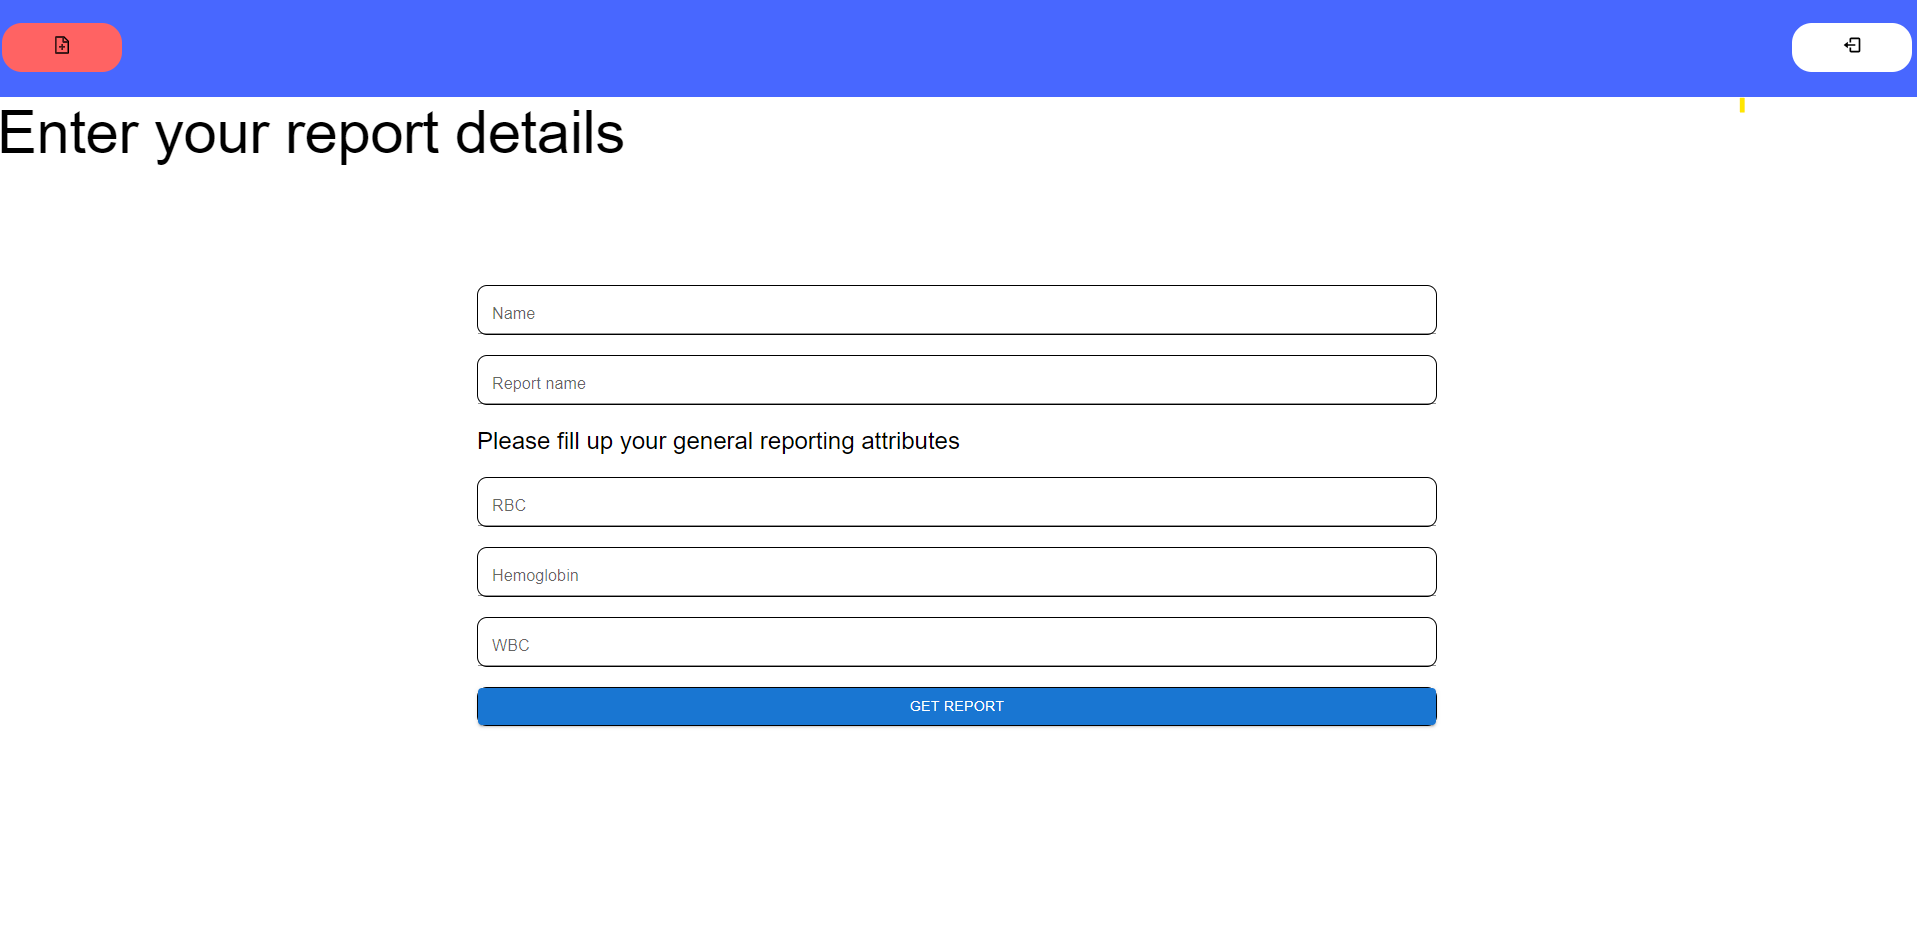 Enter your report details
Name
Report name
Please fill up your general reporting attributes
RBC
Hemoglobin
WBC
GET REPORT